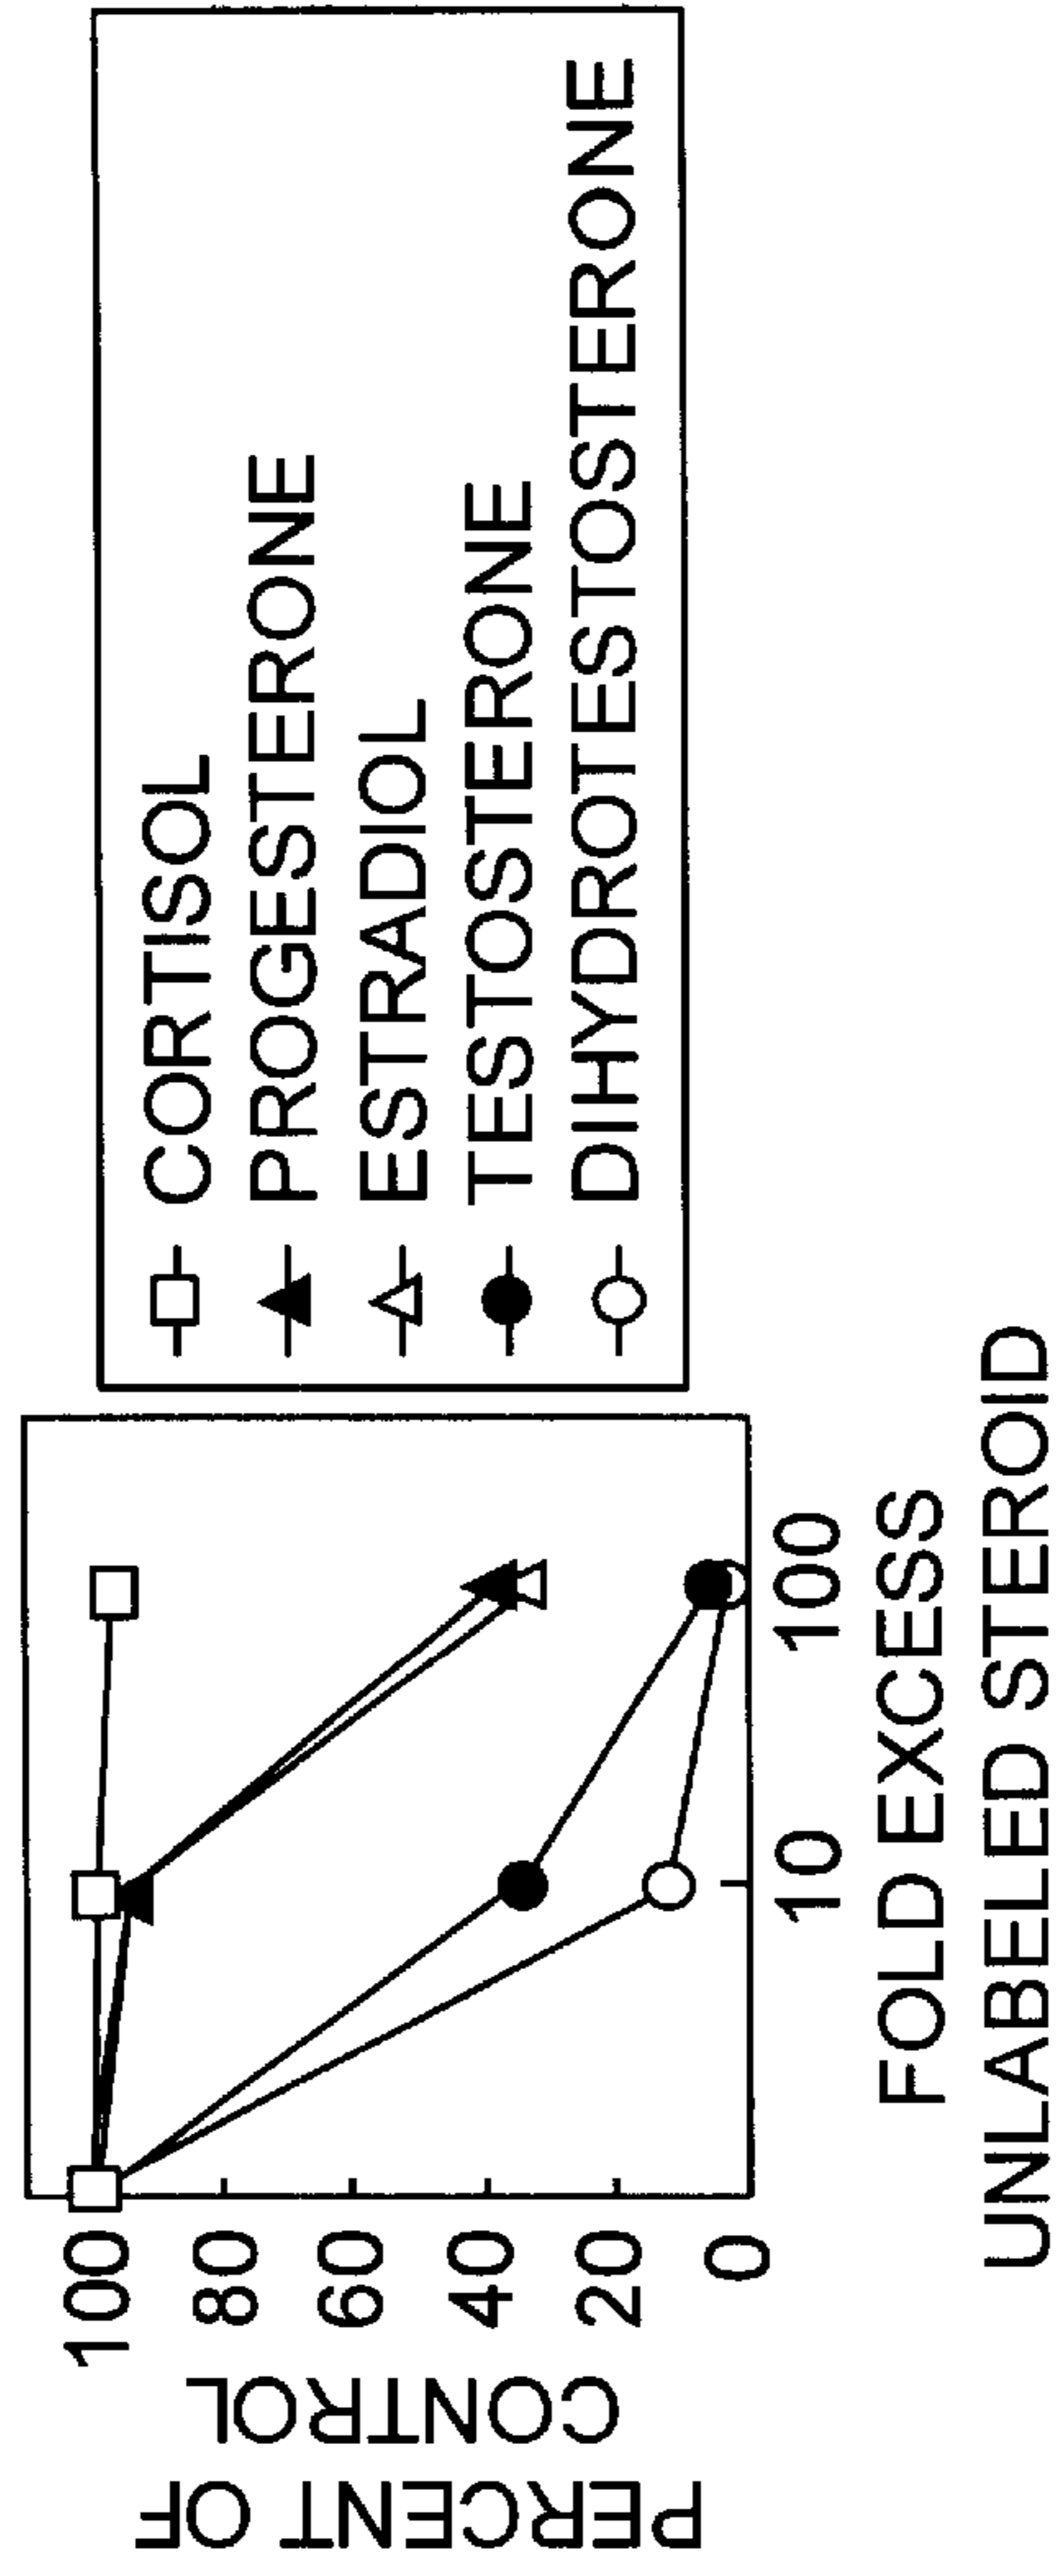 PERCENT OF
CONTROL
100
80
60
40
20
0
10
100
FOLD EXCESS
UNLABELED STEROID
CORTISOL
PROGESTERONE
ESTRADIOL
TESTOSTERONE
DIHYDROTESTOSTERONE